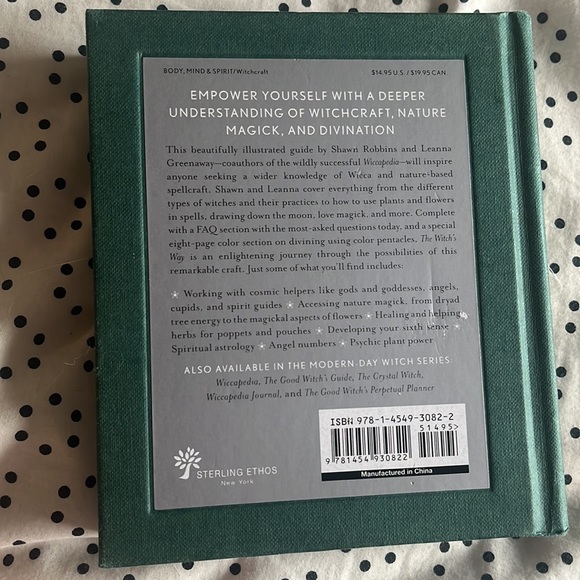 BODY, MIND & SPIRIT/Witchcraft
$14.95 U.S. / $19.95 CAN.
EMPOWER YOURSELF WITH A DEEPER
UNDERSTANDING OF WITCHCRAFT, NATURE
MAGICK, AND DIVINATION
This beautifully illustrated guide by Shawn Robbins and Leanna
Greenaway—coauthors of the wildly successful Wiccapedia—will inspire
anyone seeking a wider knowledge of Wicca and nature-based
spellcraft. Shawn and Leanna cover everything from the different
types of witches and their practices to how to use plants and flowers
in spells, drawing down the moon, love magick, and more. Complete
with a FAQ section with the most-asked questions today, and a special
eight-page color section on divining using color pentacles, The Witch's
Way is an enlightening journey through the possibilities of this
remarkable craft. Just some of what you'll find includes:
* Working with cosmic helpers like gods and goddesses, angels,
cupids, and spirit guides * Accessing nature magick, from dryad
tree energy to the magickal aspects of flowers * Healing and helping
herbs for poppets and pouches * Developing your sixth sense *
Spiritual astrology * Angel numbers * Psychic plant power
ALSO AVAILABLE IN THE MODERN-DAY WITCH SERIES:
Wiccapedia, The Good Witch's Guide, The Crystal Witch,
Wiccapedia Journal, and The Good Witch's Perpetual Planner
ISBN 978-1-4549-3082-2
51495>
9 781454 930822
Manufactured in China
STERLING ETHOS
New York